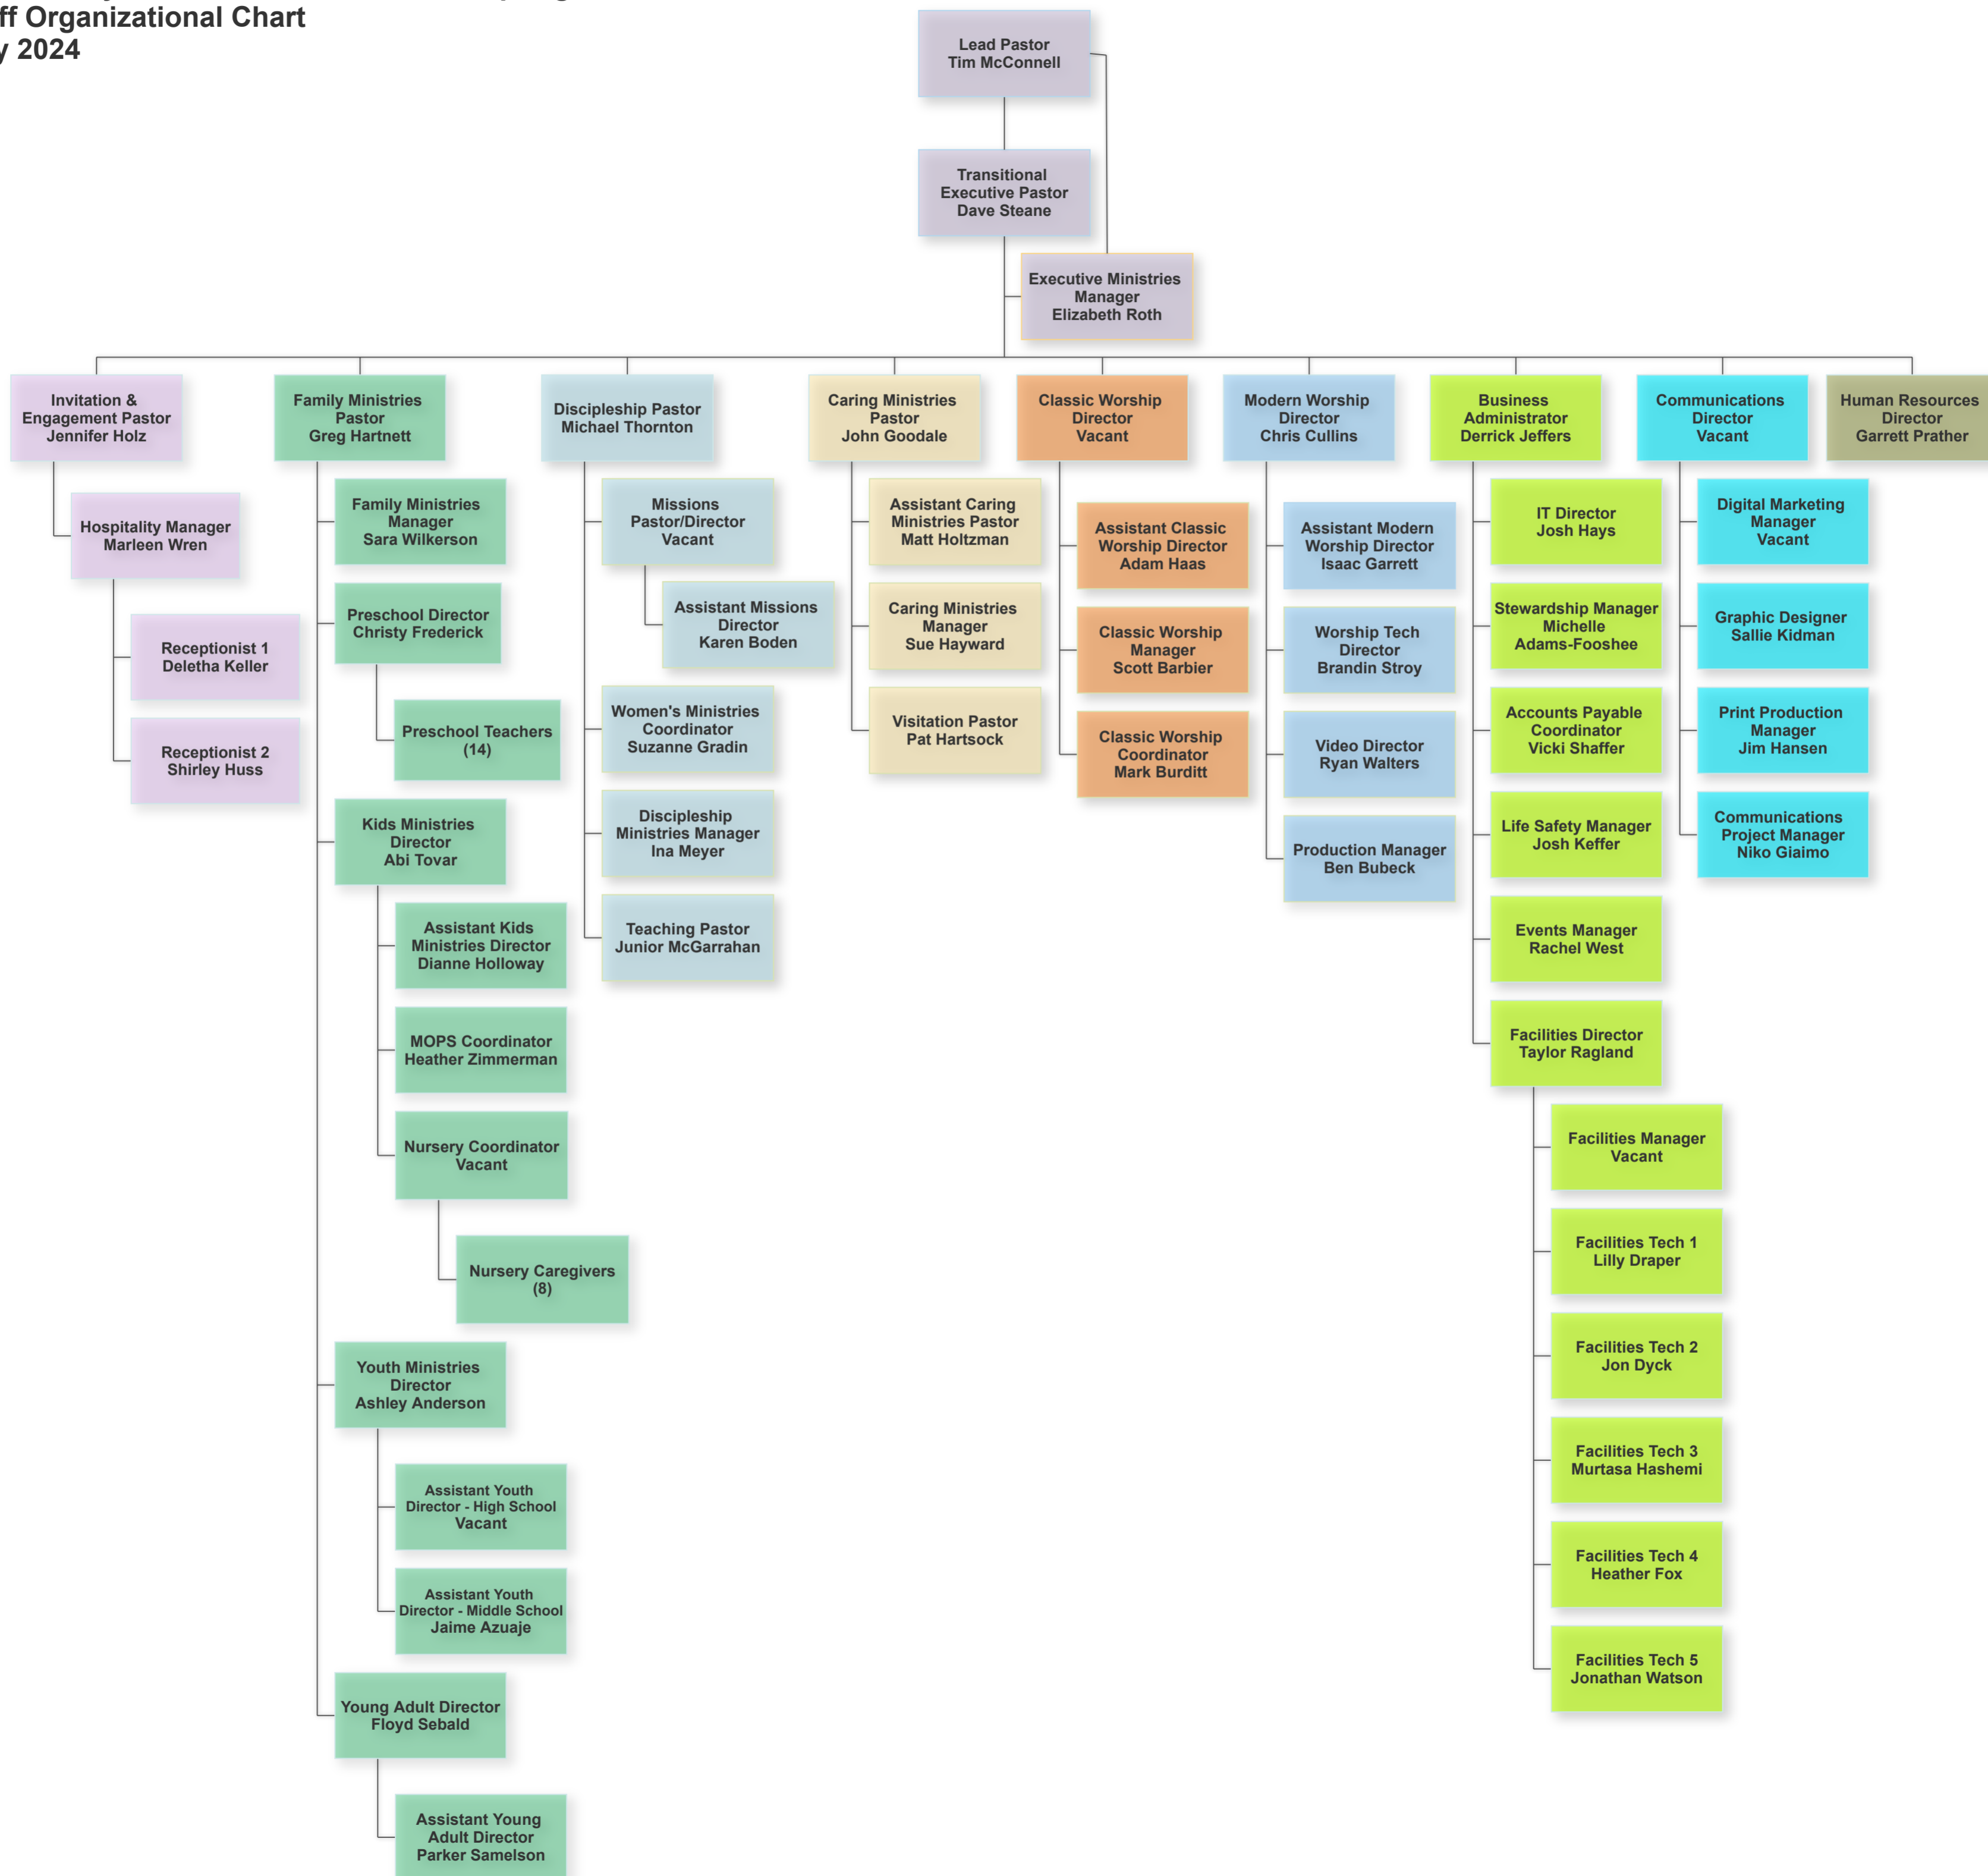 ff Organizational Chart
y 2024
Lead Pastor
Tim McConnell
Transitional
Executive Pastor
Dave Steane
Executive Ministries
Manager
Elizabeth Roth
Invitation &
Engagement Pastor
Jennifer Holz
Hospitality Manager
Marleen Wren
Receptionist 1
Deletha Keller
Receptionist 2
Shirley Huss
Family Ministries
Pastor
Greg Hartnett
Family Ministries
Manager
Sara Wilkerson
Preschool Director
Christy Frederick
Preschool Teachers
(14)
Kids Ministries
Director
Abi Tovar
Assistant Kids
Ministries Director
Dianne Holloway
MOPS Coordinator
Heather Zimmerman
Nursery Coordinator
Vacant
Nursery Caregivers
(8)
Youth Ministries
Director
Ashley Anderson
Assistant Youth
Director - High School
Vacant
Assistant Youth
Director - Middle School
Jaime Azuaje
Young Adult Director
Floyd Sebald
Assistant Young
Adult Director
Parker Samelson
Discipleship Pastor
Michael Thornton
Missions
Pastor/Director
Vacant
Assistant Missions
Director
Karen Boden
Women's Ministries
Coordinator
Suzanne Gradin
Discipleship
Ministries Manager
Ina Meyer
Teaching Pastor
Junior McGarrahan
Caring Ministries
Pastor
John Goodale
Assistant Caring
Ministries Pastor
Matt Holtzman
Caring Ministries
Manager
Sue Hayward
Visitation Pastor
Pat Hartsock
Classic Worship
Director
Vacant
Assistant Classic
Worship Director
Adam Haas
Classic Worship
Manager
Scott Barbier
Classic Worship
Coordinator
Mark Burditt
Modern Worship
Director
Chris Cullins
Assistant Modern
Worship Director
Isaac Garrett
Worship Tech
Director
Brandin Stroy
Video Director
Ryan Walters
Production Manager
Ben Bubeck
Business
Administrator
Derrick Jeffers
IT Director
Josh Hays
Stewardship Manager
Michelle
Adams-Fooshee
Accounts Payable
Coordinator
Vicki Shaffer
Life Safety Manager
Josh Keffer
Events Manager
Rachel West
Facilities Director
Taylor Ragland
Facilities Manager
Vacant
Facilities Tech 1
Lilly Draper
Facilities Tech 2
Jon Dyck
Facilities Tech 3
Murtasa Hashemi
Facilities Tech 4
Heather Fox
Facilities Tech 5
Jonathan Watson
Communications
Director
Vacant
Digital Marketing
Manager
Vacant
Graphic Designer
Sallie Kidman
Print Production
Manager
Jim Hansen
Communications
Project Manager
Niko Giaimo
Human Resources
Director
Garrett Prather